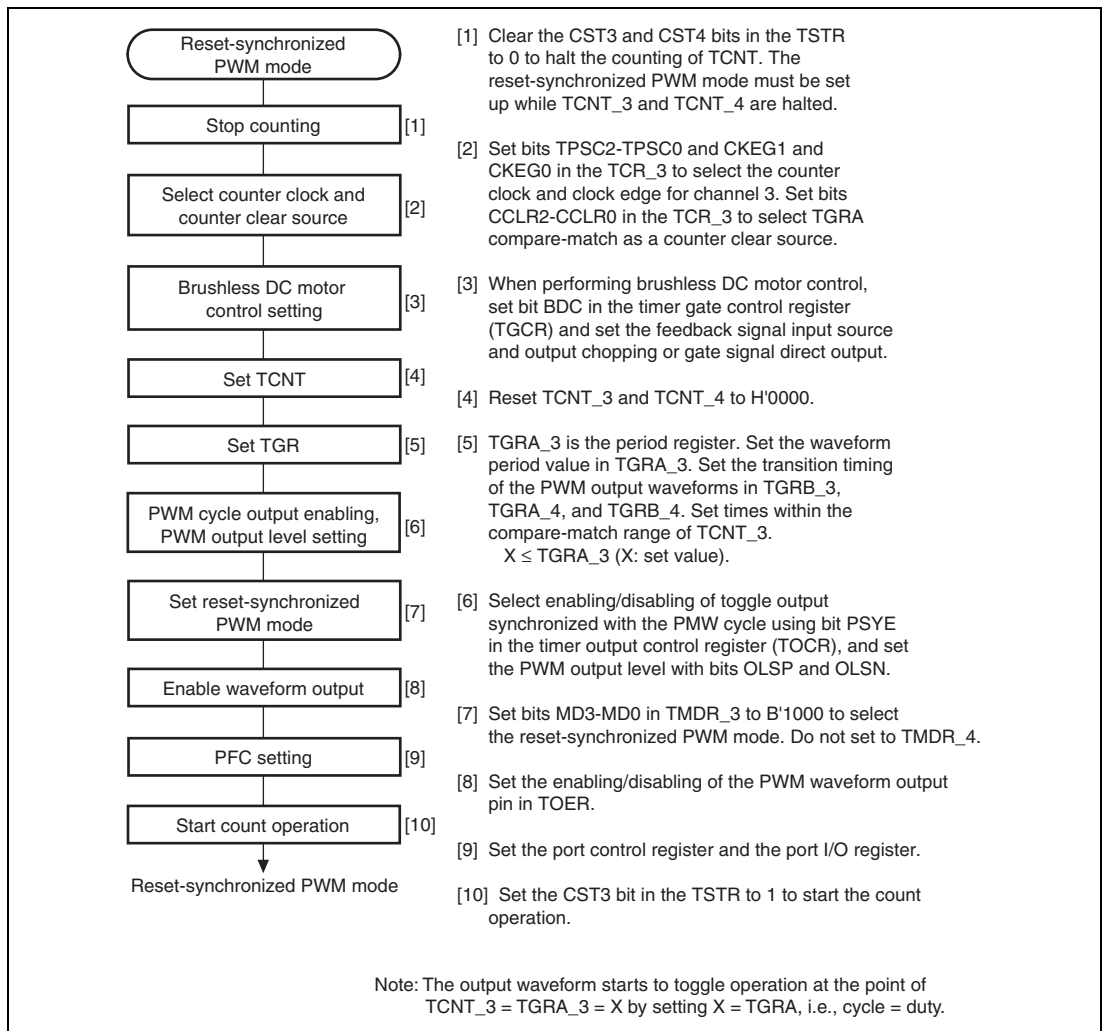 Reset-synchronized
PWM mode
Stop counting
[1]
Select counter clock and
counter clear source
[2]
Brushless DC motor
control setting
[3]
Set TCNT
[4]
Set TGR
[5]
PWM cycle output enabling,
PWM output level setting
[6]
Set reset-synchronized
PWM mode
[7]
Enable waveform output
[8]
PFC setting
[9]
Start count operation
[10]
Reset-synchronized PWM mode
[1] Clear the CST3 and CST4 bits in the TSTR
to 0 to halt the counting of TCNT. The
reset-synchronized PWM mode must be set
up while TCNT_3 and TCNT_4 are halted.
[2] Set bits TPSC2-TPSC0 and CKEG1 and
CKEG0 in the TCR_3 to select the counter
clock and clock edge for channel 3. Set bits
CCLR2-CCLR0 in the TCR_3 to select TGRA
compare-match as a counter clear source.
[3] When performing brushless DC motor control,
set bit BDC in the timer gate control register
(TGCR) and set the feedback signal input source
and output chopping or gate signal direct output.
[4] Reset TCNT_3 and TCNT_4 to H'0000.
[5] TGRA_3 is the period register. Set the waveform
period value in TGRA_3. Set the transition timing
of the PWM output waveforms in TGRB_3,
TGRA_4, and TGRB_4. Set times within the
compare-match range of TCNT_3.
X ≤ TGRA_3 (X: set value).
[6] Select enabling/disabling of toggle output
synchronized with the PMW cycle using bit PSYE
in the timer output control register (TOCR), and set
the PWM output level with bits OLSP and OLSN.
[7] Set bits MD3-MD0 in TMDR_3 to B'1000 to select
the reset-synchronized PWM mode. Do not set to TMDR_4.
[8] Set the enabling/disabling of the PWM waveform output
pin in TOER.
[9] Set the port control register and the port I/O register.
[10] Set the CST3 bit in the TSTR to 1 to start the count
operation.
Note: The output waveform starts to toggle operation at the point of
TCNT_3 = TGRA_3 = X by setting X = TGRA, i.e., cycle = duty.